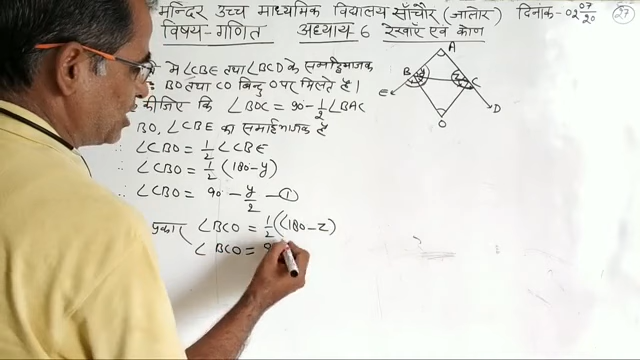 मन्दिर उच्च माध्यमिक विद्यालय साँचौर (जालोर) दिनांक-02 07/20 (27)
विषय-गणित अध्याय 6 रेखाएँ एवं कोण
में ∠CBE तथा ∠BCD के समद्विभाजक
BO तथा CO बिन्दु O पर मिलते है।
कीजिए कि ∠BOC = 90-1/2∠BAC
BO, ∠CBE का समद्विभाजक है
∴ ∠CBO = 1/2 ∠CBE
∴ ∠CBO = 1/2 (180-y)
∴ ∠CBO = 90 - y/2 -①
प्रकार ∠BCO = 1/2 (180-z)
∠BCO = 9
A
B
y
z
C
E
D
O